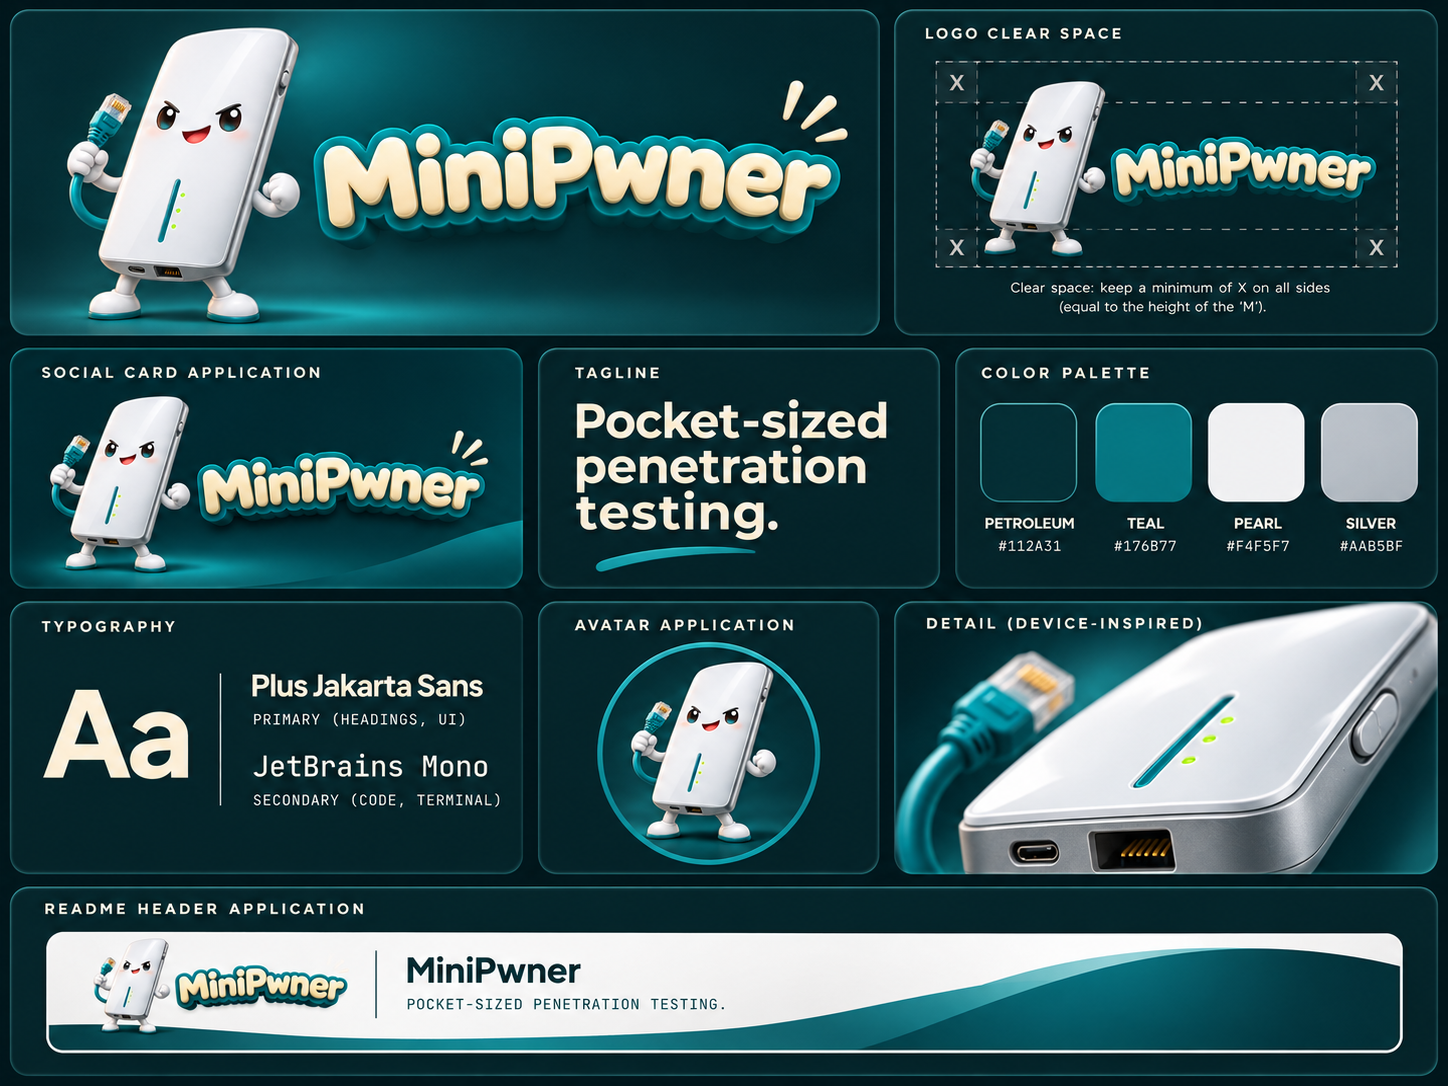 MiniPwner
LOGO CLEAR SPACE
X
X
MiniPwner
X
X
Clear space: keep a minimum of X on all sides
(equal to the height of the ‘M’).
SOCIAL CARD APPLICATION
MiniPwner
TAGLINE
Pocket-sized
penetration
testing.
COLOR PALETTE
PETROLEUM
#112A31
TEAL
#176B77
PEARL
#F4F5F7
SILVER
#AAB5BF
TYPOGRAPHY
Aa
Plus Jakarta Sans
PRIMARY (HEADINGS, UI)
JetBrains Mono
SECONDARY (CODE, TERMINAL)
AVATAR APPLICATION
DETAIL (DEVICE-INSPIRED)
README HEADER APPLICATION
MiniPwner
MiniPwner
POCKET-SIZED PENETRATION TESTING.